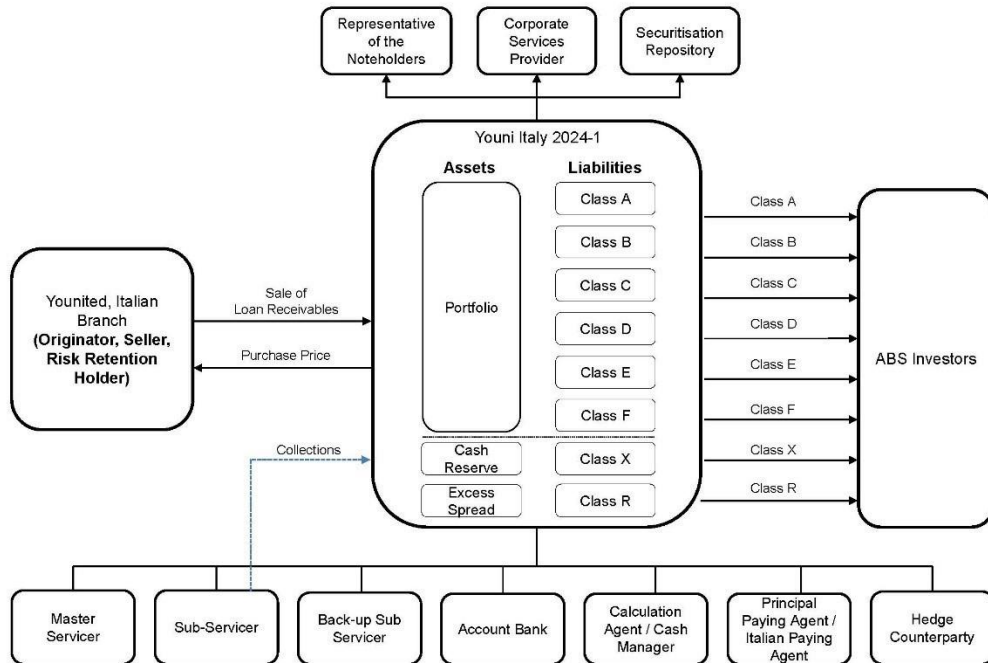 Representative
of the
Noteholders
Corporate
Services
Provider
Securitisation
Repository
Youni Italy 2024-1
Assets
Liabilities
Portfolio
Class A
Class B
Class C
Class D
Class E
Class F
Cash
Reserve
Class X
Excess
Spread
Class R
Younited, Italian
Branch
(Originator, Seller,
Risk Retention
Holder)
Sale of
Loan Receivables
Purchase Price
Collections
Class A
Class B
Class C
Class D
Class E
Class F
Class X
Class R
ABS Investors
Master
Servicer
Sub-Servicer
Back-up Sub
Servicer
Account Bank
Calculation
Agent / Cash
Manager
Principal
Paying Agent /
Italian Paying
Agent
Hedge
Counterparty